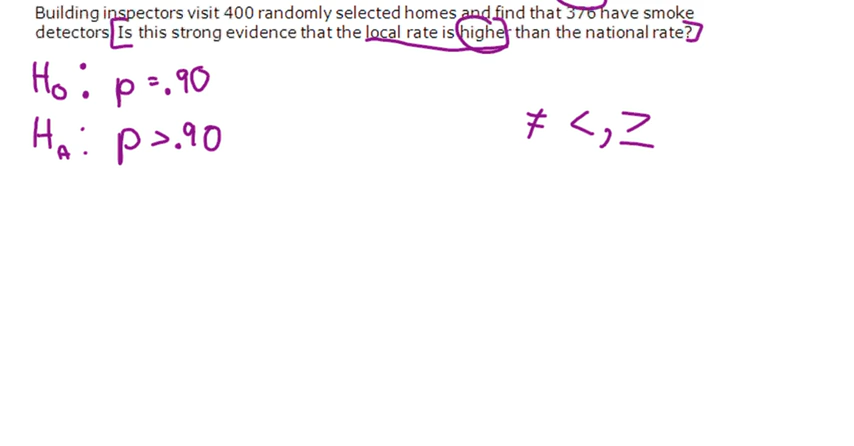 Building inspectors visit 400 randomly selected homes and find that 376 have smoke
detectors. [Is this strong evidence that the local rate is higher than the national rate?]
H₀: p = .90
≠ <, >
Hₐ: p > .90